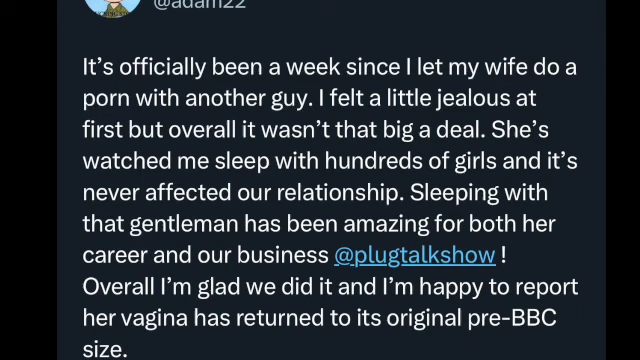 @adam22
It's officially been a week since I let my wife do a
porn with another guy. I felt a little jealous at
first but overall it wasn't that big a deal. She's
watched me sleep with hundreds of girls and it's
never affected our relationship. Sleeping with
that gentleman has been amazing for both her
career and our business @plugtalkshow !
Overall I'm glad we did it and I'm happy to report
her vagina has returned to its original pre-BBC
size.